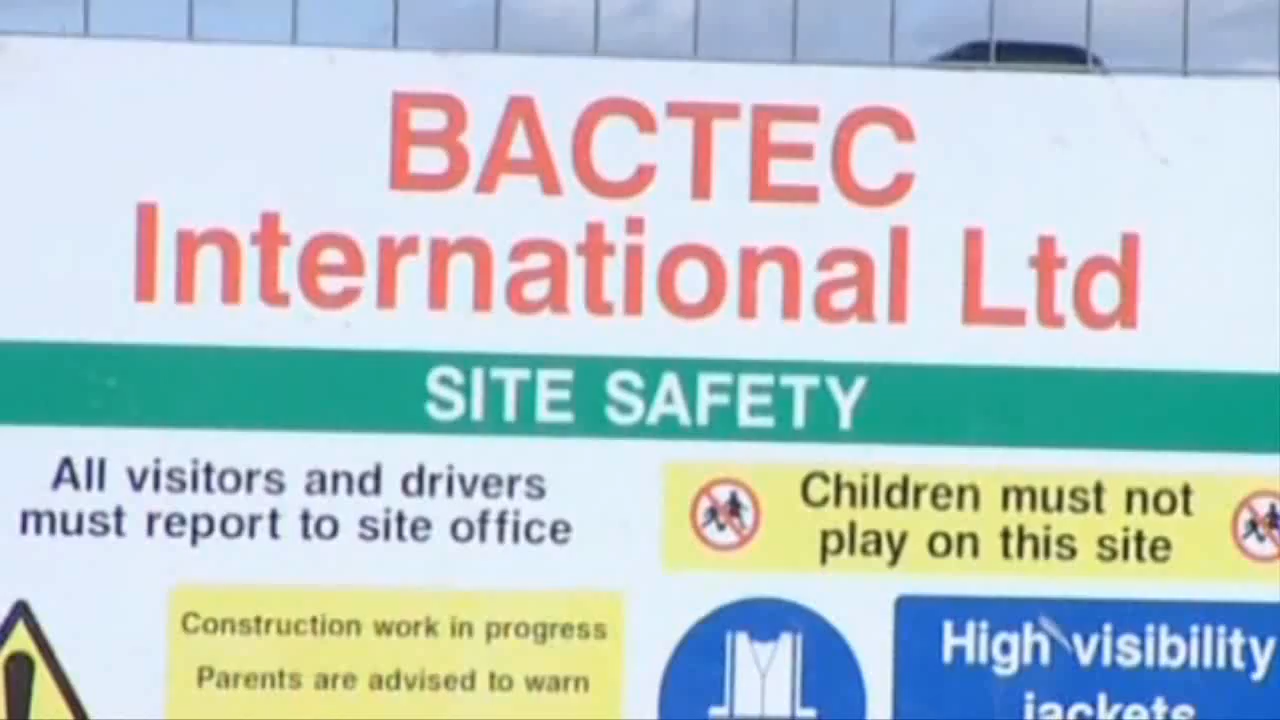 BACTEC
International Ltd
SITE SAFETY
All visitors and drivers
must report to site office
Children must not
play on this site
Construction work in progress
Parents are advised to warn
High visibility
jackets